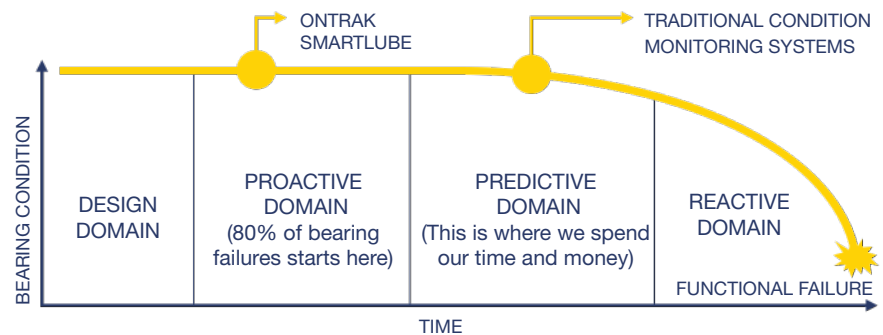 ONTRAK
SMARTLUBE
TRADITIONAL CONDITION
MONITORING SYSTEMS
BEARING CONDITION
DESIGN
DOMAIN
PROACTIVE
DOMAIN
(80% of bearing
failures starts here)
PREDICTIVE
DOMAIN
(This is where we spend
our time and money)
REACTIVE
DOMAIN
FUNCTIONAL FAILURE
TIME